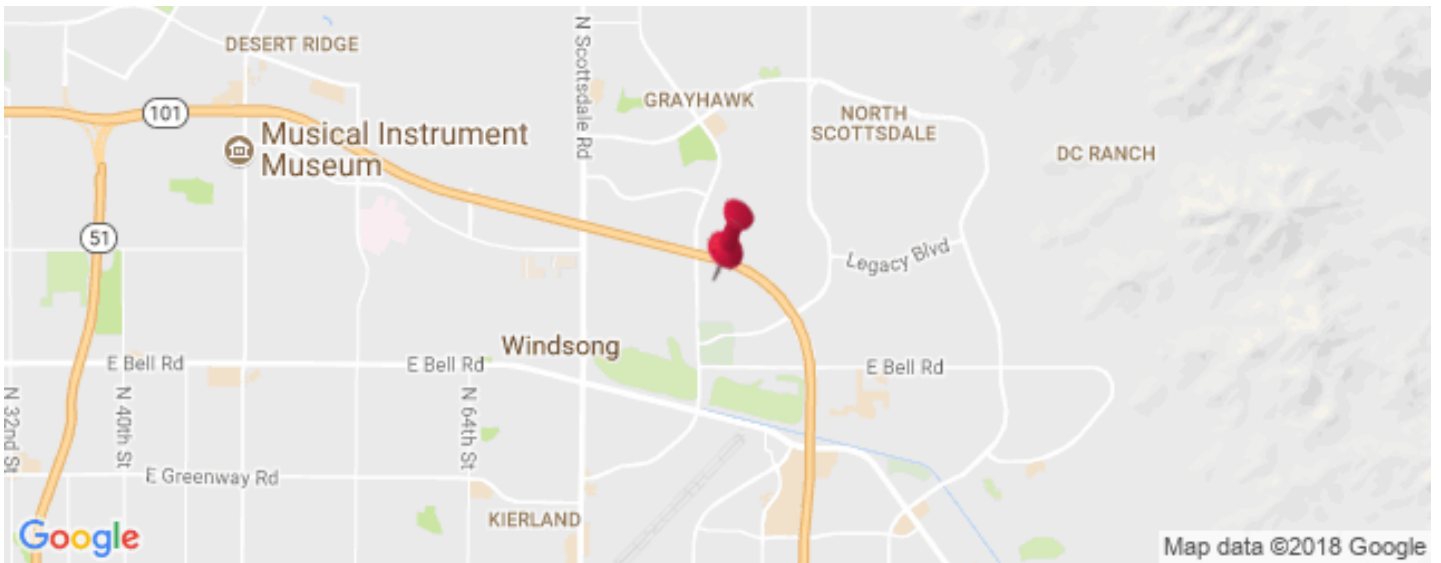 DESERT RIDGE
N Scottsdale Rd
101
GRAYHAWK
NORTH
SCOTTSDALE
Musical Instrument
Museum
DC RANCH
51
Legacy Blvd
Windsong
E Bell Rd
E Bell Rd
E Bell Rd
N 32nd St
N 40th St
N 64th St
E Greenway Rd
KIERLAND
Google
Map data ©2018 Google